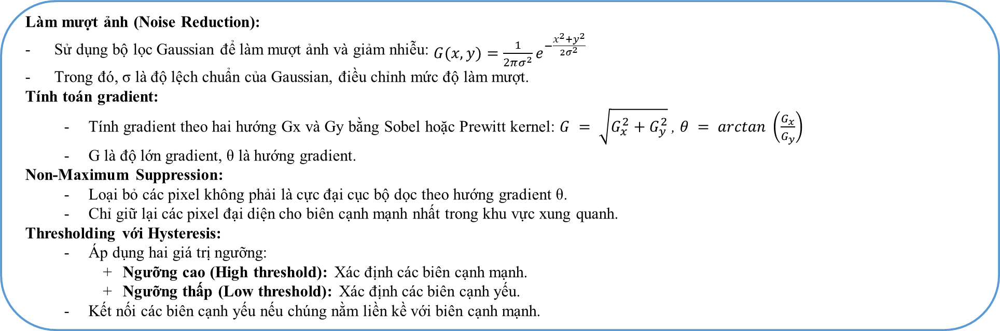 Làm mượt ảnh (Noise Reduction):
- Sử dụng bộ lọc Gaussian để làm mượt ảnh và giảm nhiễu: $G(x,y) = \frac{1}{2\pi\sigma^2} e^{-\frac{x^2+y^2}{2\sigma^2}}$
- Trong đó, σ là độ lệch chuẩn của Gaussian, điều chỉnh mức độ làm mượt.
Tính toán gradient:
- Tính gradient theo hai hướng Gx và Gy bằng Sobel hoặc Prewitt kernel: $G = \sqrt{G_x^2 + G_y^2}, \theta = arctan \left(\frac{G_x}{G_y}\right)$
- G là độ lớn gradient, θ là hướng gradient.
Non-Maximum Suppression:
- Loại bỏ các pixel không phải là cực đại cục bộ dọc theo hướng gradient θ.
- Chỉ giữ lại các pixel đại diện cho biên cạnh mạnh nhất trong khu vực xung quanh.
Thresholding với Hysteresis:
- Áp dụng hai giá trị ngưỡng:
+ Ngưỡng cao (High threshold): Xác định các biên cạnh mạnh.
+ Ngưỡng thấp (Low threshold): Xác định các biên cạnh yếu.
- Kết nối các biên cạnh yếu nếu chúng nằm liền kề với biên cạnh mạnh.